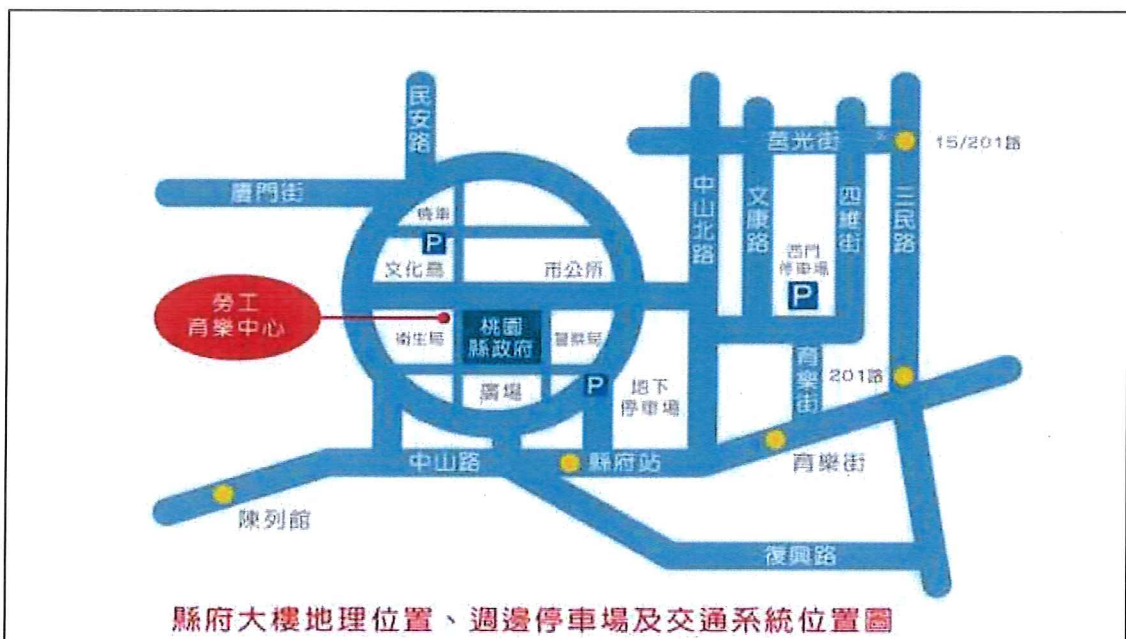 民安路
莒光街
15/201路
廈門街
機車
P
中山北路
文康路
四維街
三民路
文化局
市公所
西門
停車場
P
勞工
育樂中心
衛生局
桃園
縣政府
警察局
育樂街
201路
廣場
P
地下
停車場
中山路
縣府站
育樂街
陳列館
復興路
縣府大樓地理位置、週邊停車場及交通系統位置圖